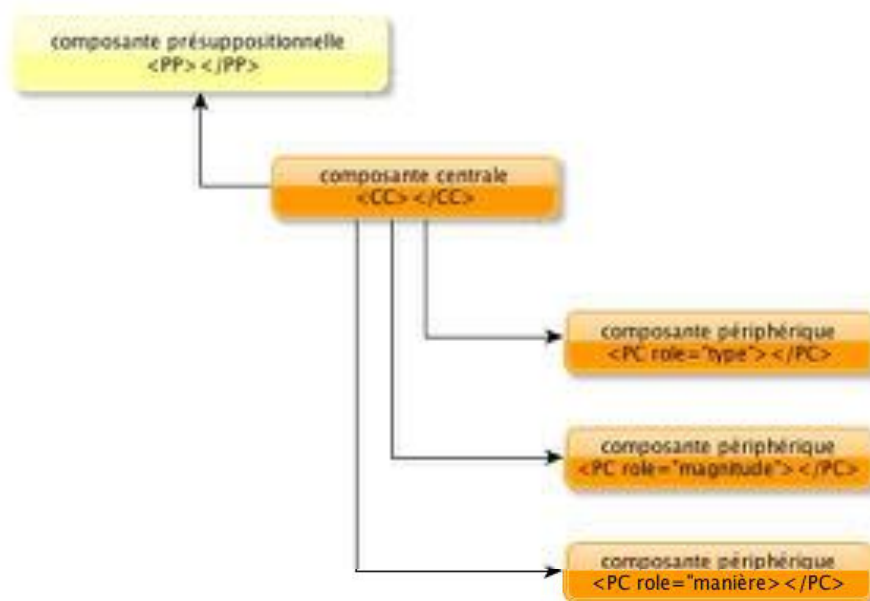 composante présuppositionnelle
<PP></PP>
composante centrale
<CC></CC>
composante périphérique
<PC role="type"></PC>
composante périphérique
<PC role="magnitude"></PC>
composante périphérique
<PC role="manière></PC>